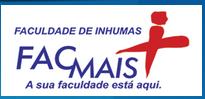 FACULDADE DE INHUMAS
FACMAIS
A sua faculdade está aqui.